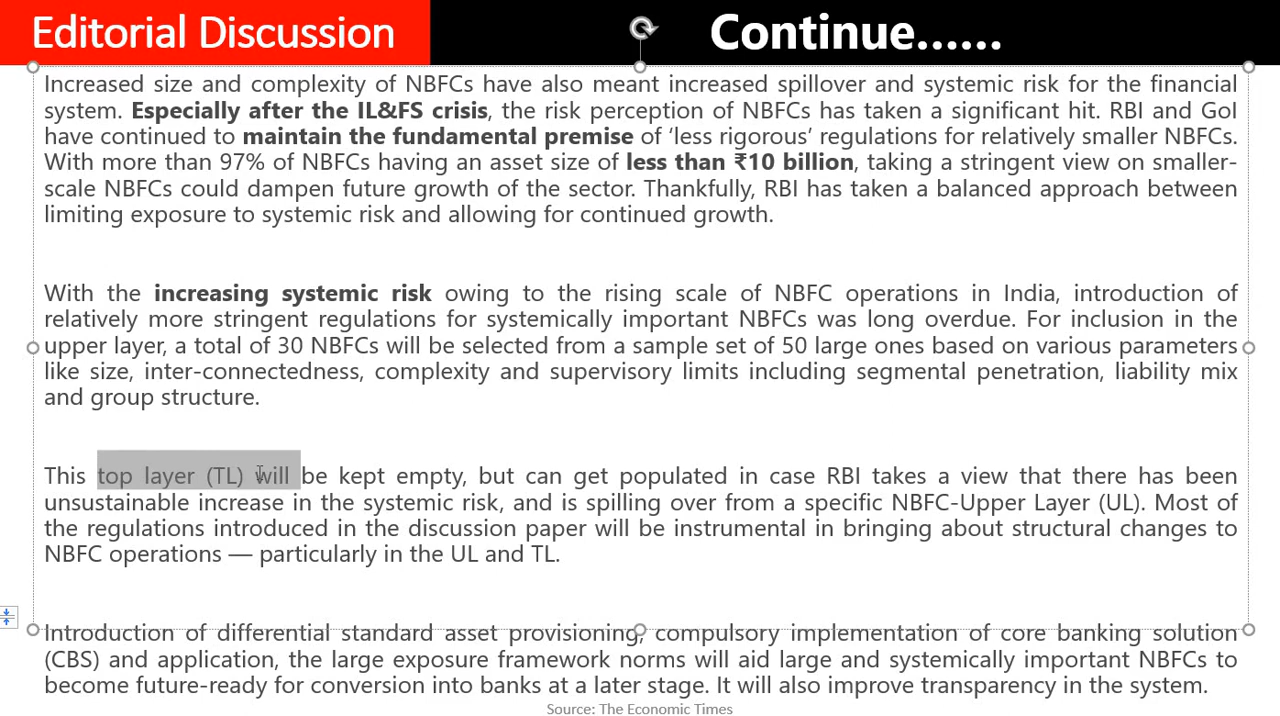 Editorial Discussion
Continue......
Increased size and complexity of NBFCs have also meant increased spillover and systemic risk for the financial
system. Especially after the IL&FS crisis, the risk perception of NBFCs has taken a significant hit. RBI and GoI
have continued to maintain the fundamental premise of ‘less rigorous’ regulations for relatively smaller NBFCs.
With more than 97% of NBFCs having an asset size of less than ₹10 billion, taking a stringent view on smaller-
scale NBFCs could dampen future growth of the sector. Thankfully, RBI has taken a balanced approach between
limiting exposure to systemic risk and allowing for continued growth.
With the increasing systemic risk owing to the rising scale of NBFC operations in India, introduction of
relatively more stringent regulations for systemically important NBFCs was long overdue. For inclusion in the
upper layer, a total of 30 NBFCs will be selected from a sample set of 50 large ones based on various parameters
like size, inter-connectedness, complexity and supervisory limits including segmental penetration, liability mix
and group structure.
This top layer (TL) will be kept empty, but can get populated in case RBI takes a view that there has been
unsustainable increase in the systemic risk, and is spilling over from a specific NBFC-Upper Layer (UL). Most of
the regulations introduced in the discussion paper will be instrumental in bringing about structural changes to
NBFC operations — particularly in the UL and TL.
Introduction of differential standard asset provisioning, compulsory implementation of core banking solution
(CBS) and application, the large exposure framework norms will aid large and systemically important NBFCs to
become future-ready for conversion into banks at a later stage. It will also improve transparency in the system.
Source: The Economic Times